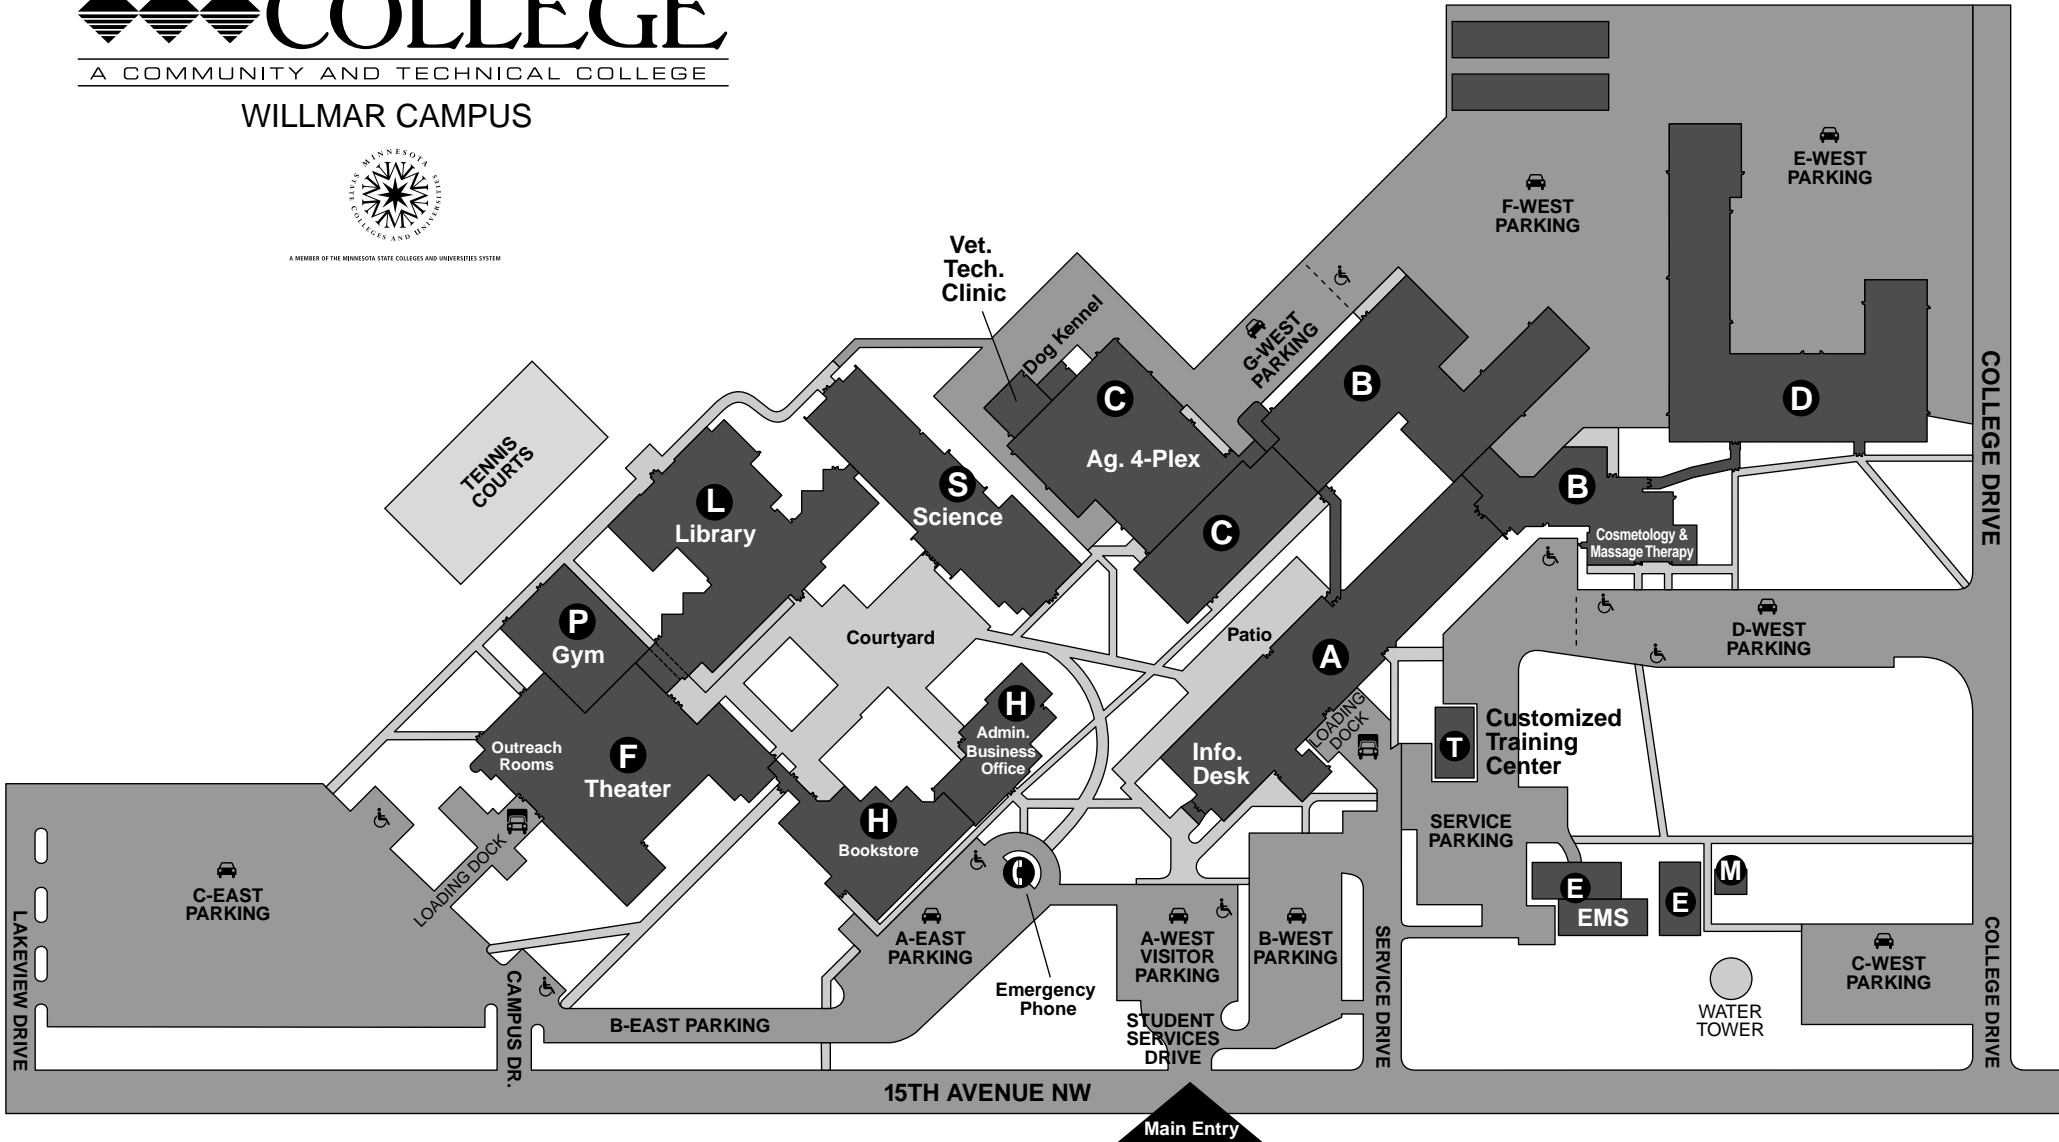 COLLEGE
A COMMUNITY AND TECHNICAL COLLEGE
WILLMAR CAMPUS
MINNESOTA
STATE COLLEGES AND UNIVERSITIES
A MEMBER OF THE MINNESOTA STATE COLLEGES AND UNIVERSITIES SYSTEM
E-WEST
PARKING
F-WEST
PARKING
Vet.
Tech.
Clinic
Dog Kennel
G-WEST
PARKING
B
C
D
Ag. 4-Plex
COLLEGE DRIVE
TENNIS
COURTS
L
Library
S
Science
C
B
Cosmetology &
Massage Therapy
P
Gym
Courtyard
Patio
A
D-WEST
PARKING
H
Admin.
Business
Office
Outreach
Rooms
F
Theater
Info.
Desk
LOADING
DOCK
T
Customized
Training
Center
H
Bookstore
SERVICE
PARKING
LOADING DOCK
C-EAST
PARKING
E
EMS
E
M
LAKEVIEW DRIVE
A-EAST
PARKING
A-WEST
VISITOR
PARKING
B-WEST
PARKING
SERVICE DRIVE
C-WEST
PARKING
COLLEGE DRIVE
CAMPUS DR.
Emergency
Phone
WATER
TOWER
B-EAST PARKING
STUDENT
SERVICES
DRIVE
15TH AVENUE NW
Main Entry